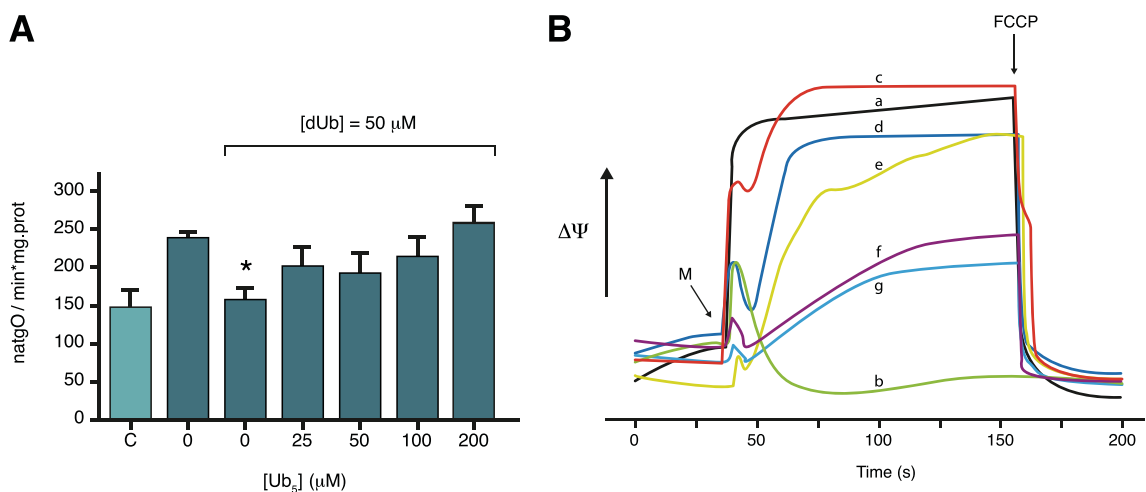 A
[dUb] = 50 μM
300
250
200
150
100
50
0
natgO / min*mg.prot
*
C 0 0 25 50 100 200
[Ub5] (μM)
B
FCCP
c
a
d
e
ΔΨ
M
f
g
b
0 50 100 150 200
Time (s)